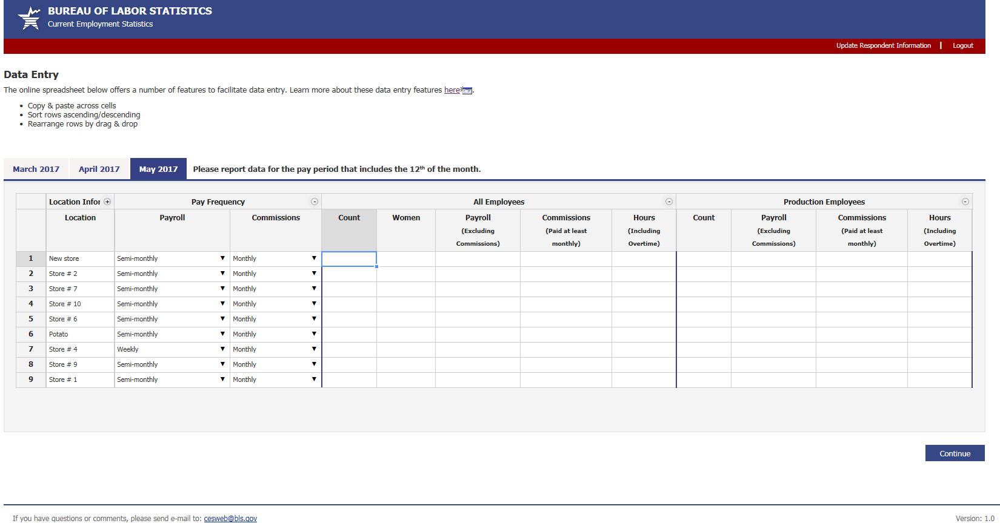 BUREAU OF LABOR STATISTICS
Current Employment Statistics
Update Respondent Information | Logout
Data Entry
The online spreadsheet below offers a number of features to facilitate data entry. Learn more about these data entry features here.
• Copy & paste across cells
• Sort rows ascending/descending
• Rearrange rows by drag & drop
March 2017 April 2017 May 2017 Please report data for the pay period that includes the 12th of the month.
Location Infor Pay Frequency All Employees Production Employees
Location Payroll Commissions Count Women Payroll Commissions Hours Count Payroll Commissions Hours
(Excluding (Paid at least (Including (Excluding (Paid at least (Including
Commissions) monthly) Overtime) Commissions) monthly) Overtime)
1 New store Semi-monthly Monthly
2 Store # 2 Semi-monthly Monthly
3 Store # 7 Semi-monthly Monthly
4 Store # 10 Semi-monthly Monthly
5 Store # 6 Semi-monthly Monthly
6 Potato Semi-monthly Monthly
7 Store # 4 Weekly Monthly
8 Store # 9 Semi-monthly Monthly
9 Store # 1 Semi-monthly Monthly
Continue
If you have questions or comments, please send e-mail to: cesweb@bls.gov Version: 1.0